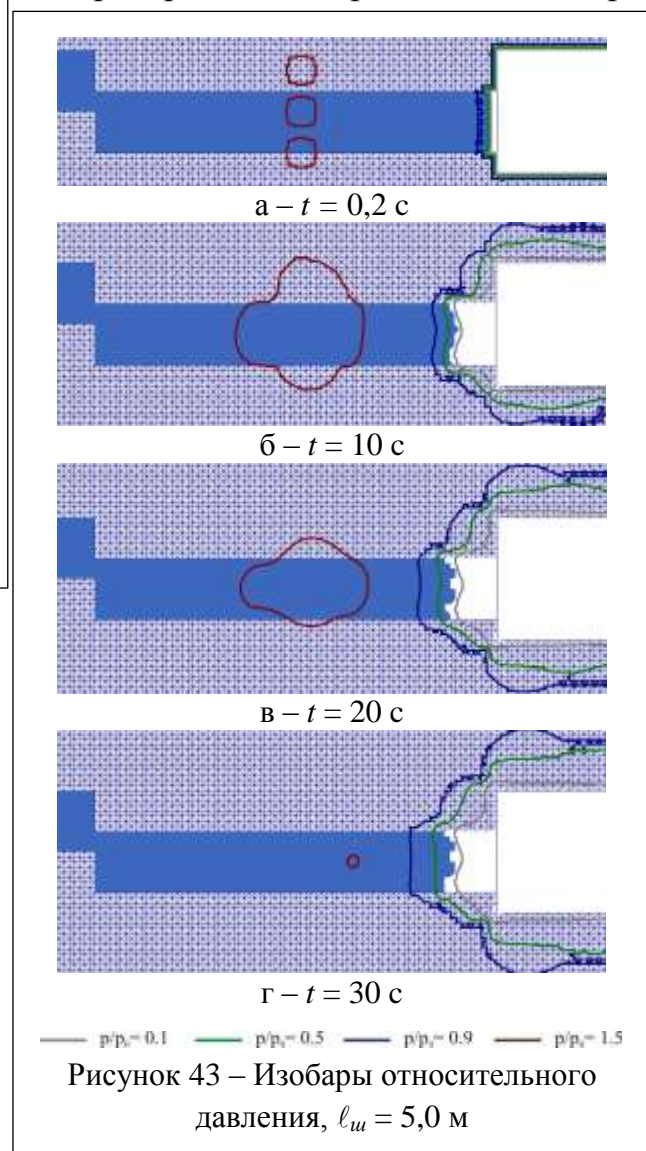 а – t = 0,2 с
б – t = 10 с
в – t = 20 с
г – t = 30 с
p/p₀= 0.1 p/p₀= 0.5 p/p₀= 0.9 p/p₀= 1.5
Рисунок 43 – Изобары относительного
давления, ℓш = 5,0 м